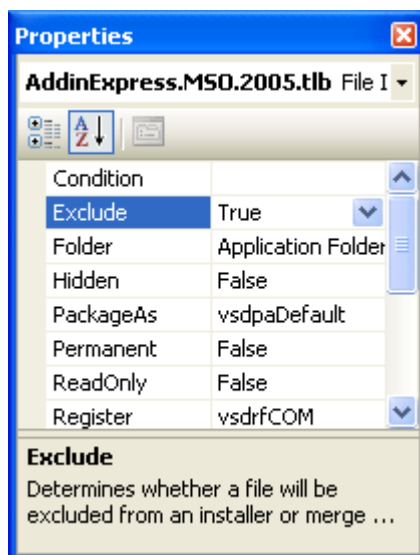 Properties
AddinExpress.MSO.2005.tlb File I
A
Z
Condition
Exclude True
Folder Application Folder
Hidden False
PackageAs vsdpaDefault
Permanent False
ReadOnly False
Register vsdrfCOM
Exclude
Determines whether a file will be
excluded from an installer or merge ...